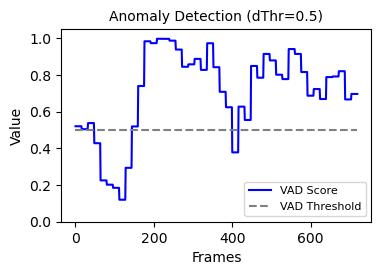 Anomaly Detection (dThr=0.5)
1.0
0.8
0.6
0.4
0.2
0.0
Value
VAD Score
VAD Threshold
0
200
400
600
Frames